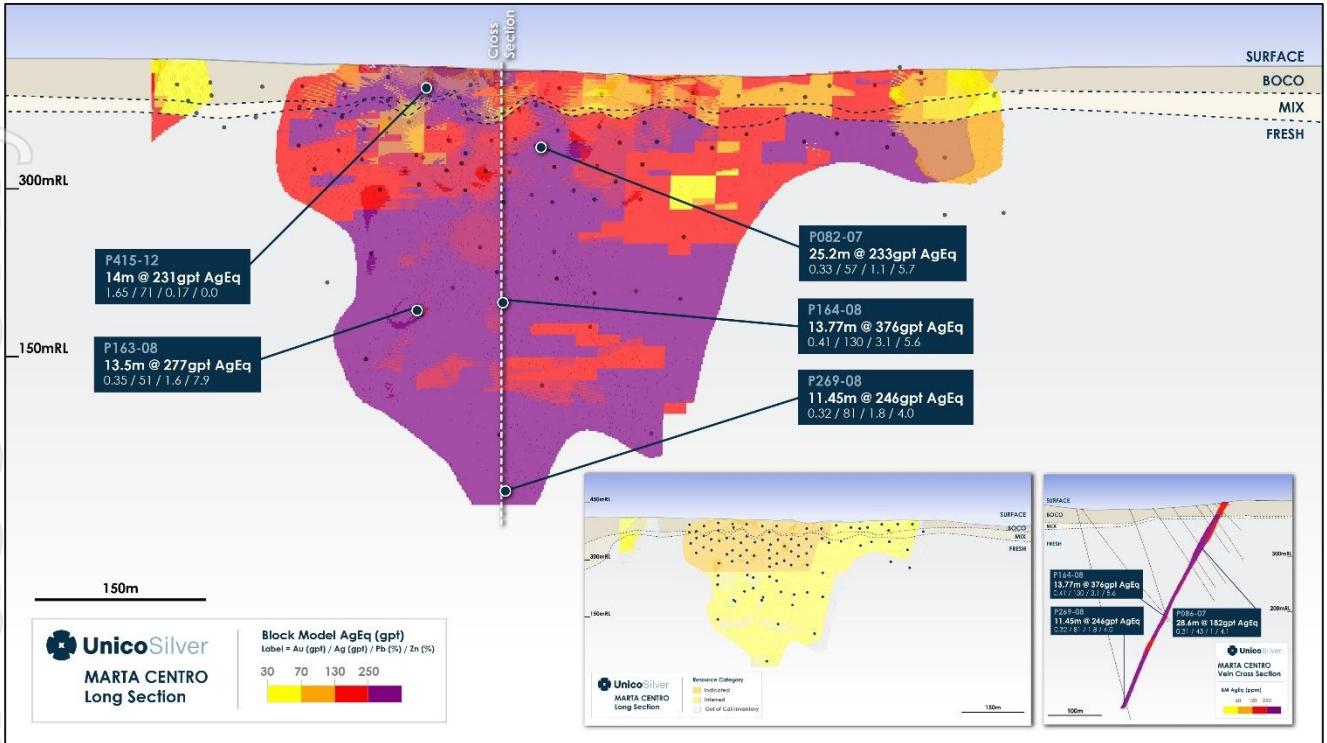 Cross
Section
SURFACE
BOCO
MIX
FRESH
300mRL
150mRL
P415-12
14m @ 231gpt AgEq
1.65 / 71 / 0.17 / 0.0
P163-08
13.5m @ 277gpt AgEq
0.35 / 51 / 1.6 / 7.9
P082-07
25.2m @ 233gpt AgEq
0.33 / 57 / 1.1 / 5.7
P164-08
13.77m @ 376gpt AgEq
0.41 / 130 / 3.1 / 5.6
P269-08
11.45m @ 246gpt AgEq
0.32 / 81 / 1.8 / 4.0
150m
UnicoSilver
MARTA CENTRO
Long Section
Block Model AgEq (gpt)
Label = Au (gpt) / Ag (gpt) / Pb (%) / Zn (%)
30 70 130 250
450mRL
SURFACE
BOCO
MIX
FRESH
300mRL
150mRL
UnicoSilver
MARTA CENTRO
Long Section
Resource Category
Indicated
Inferred
150m
SURFACE
BOCO
MIX
FRESH
300mRL
200mRL
P164-08
13.77m @ 376gpt AgEq
0.41 / 130 / 3.1 / 5.6
P269-08
11.45m @ 246gpt AgEq
0.32 / 81 / 1.8 / 4.0
P086-07
28.6m @ 182gpt AgEq
0.31 / 43 / 1 / 4.1
100m
UnicoSilver
MARTA CENTRO
Vein Cross Section
BM AgEq (ppm)